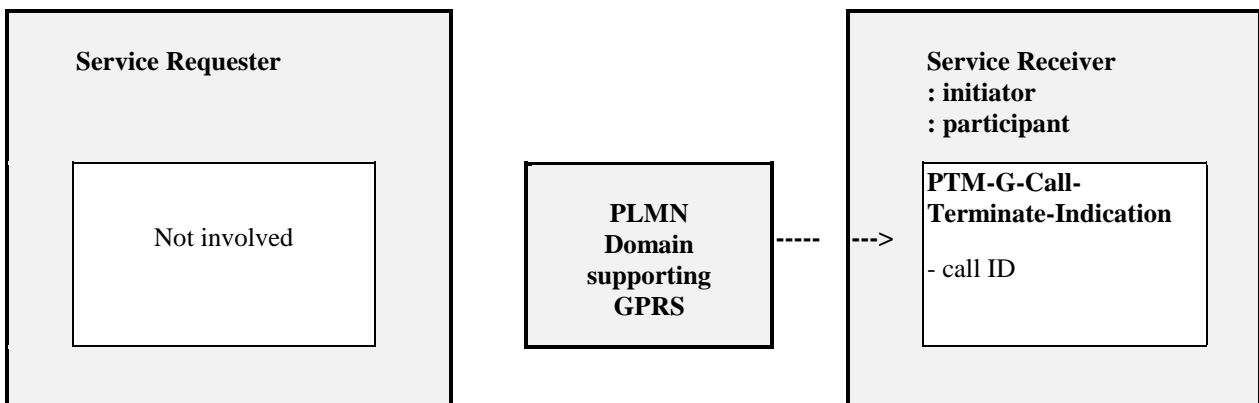 Service Requester
Not involved
PLMN
Domain
supporting
GPRS
----- --->
Service Receiver
: initiator
: participant
PTM-G-Call-
Terminate-Indication
- call ID